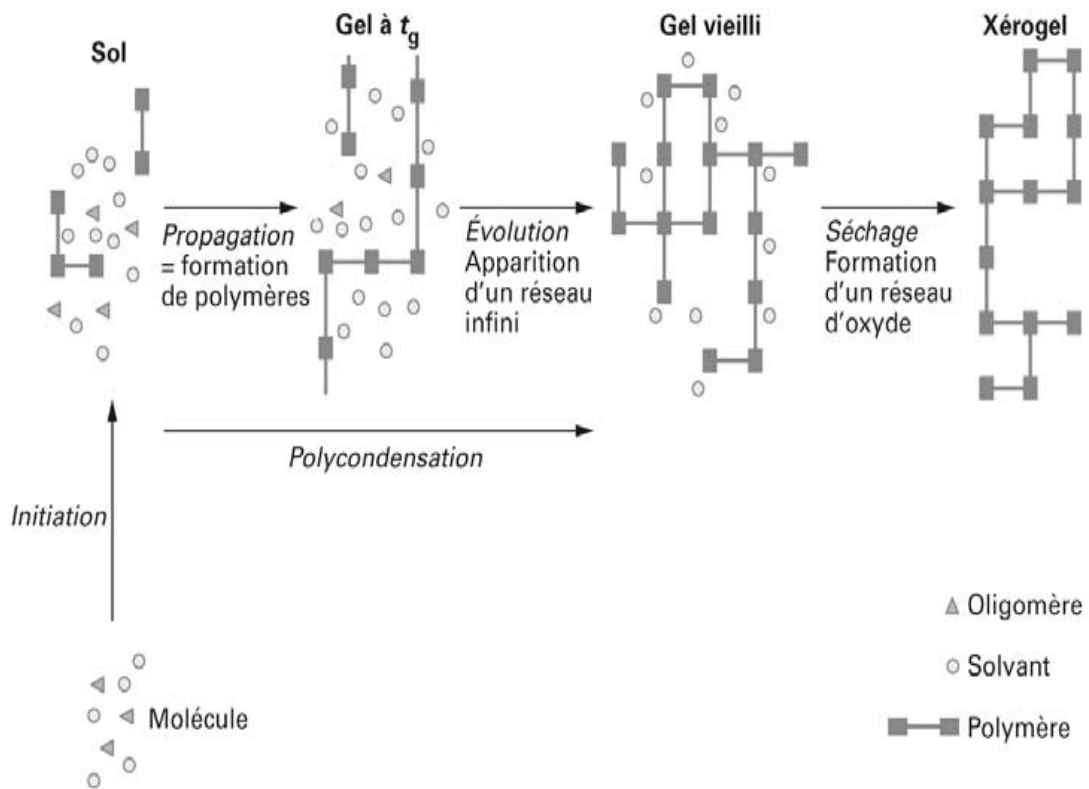 Sol
Gel à tg
Gel vieilli
Xérogel
Propagation
= formation
de polymères
Évolution
Apparition
d'un réseau
infini
Séchage
Formation
d'un réseau
d'oxyde
Polycondensation
Initiation
Molécule
Oligomère
Solvant
Polymère